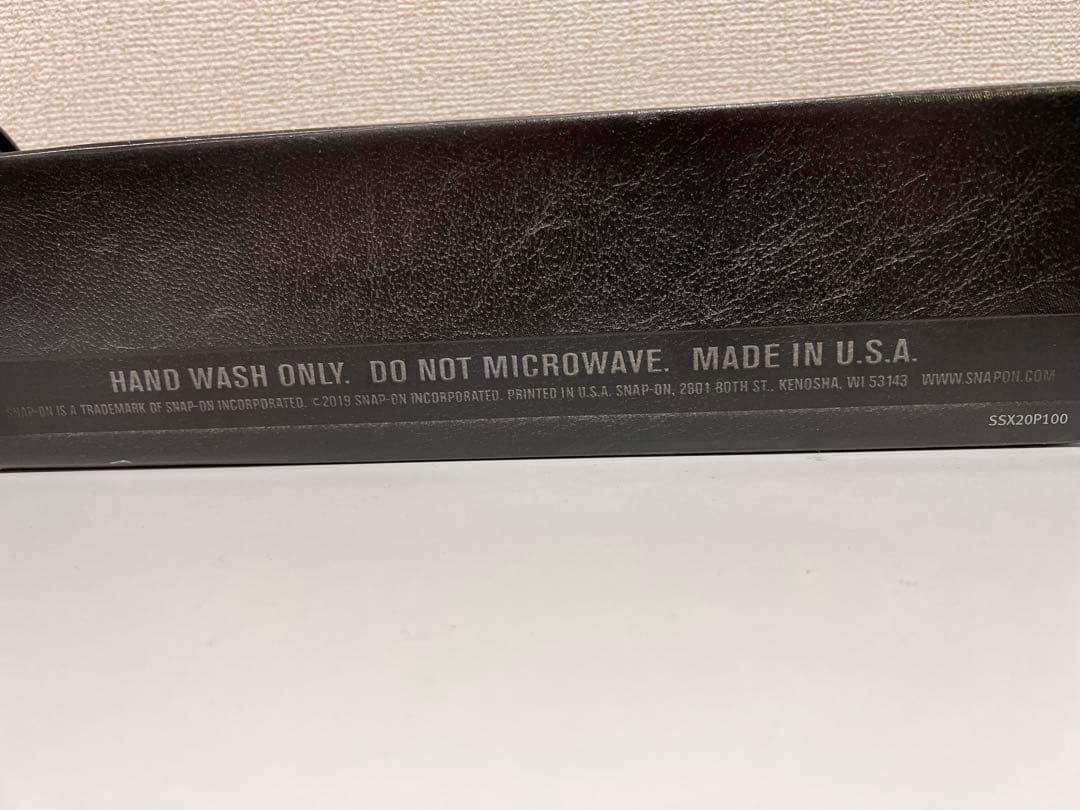 HAND WASH ONLY. DO NOT MICROWAVE. MADE IN U.S.A.
SNAP-ON IS A TRADEMARK OF SNAP-ON INCORPORATED. ©2019 SNAP-ON INCORPORATED. PRINTED IN U.S.A. SNAP-ON, 2801 80TH ST., KENOSHA, WI 53143 WWW.SNAPON.COM
SSX20P100